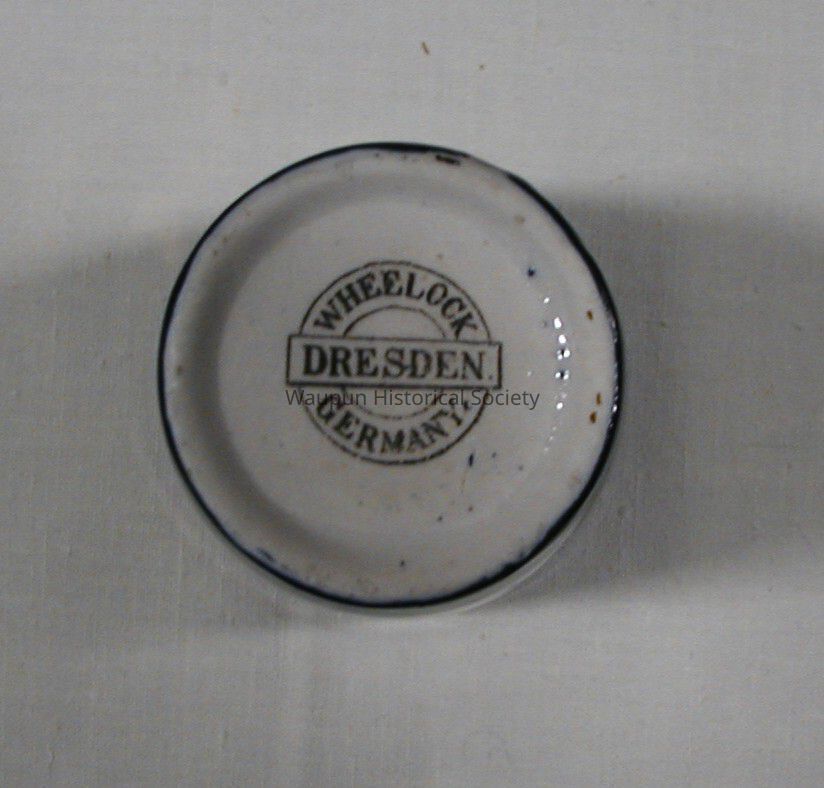 WHEELOCK
DRESDEN.
Waupun Historical Society
GERMANY.